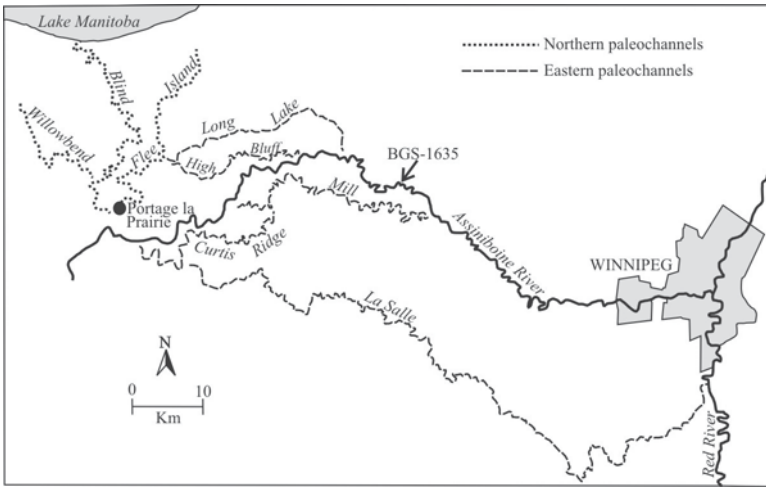 Lake Manitoba
Northern paleochannels
Eastern paleochannels
Blind
Island
Willowbend
Flee
Long Lake
High Bluff
BGS-1635
Mill Ridge
Portage la
Prairie
Curtis
Assiniboine River
WINNIPEG
La Salle
N
0 10
Km
Red River